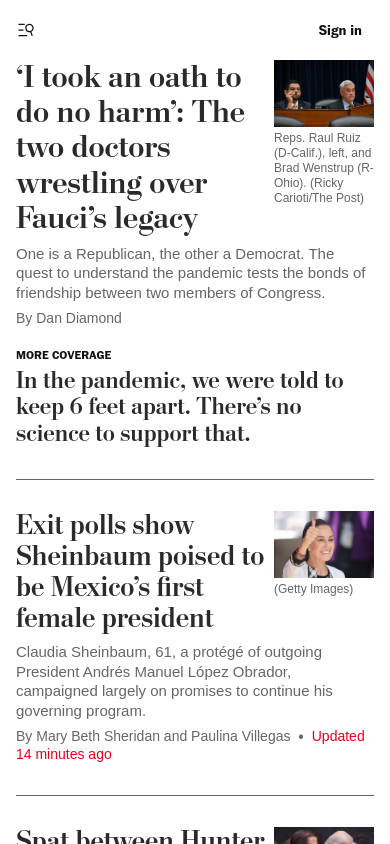 Sign in
‘I took an oath to
do no harm’: The
two doctors
wrestling over
Fauci’s legacy
Reps. Raul Ruiz
(D-Calif.), left, and
Brad Wenstrup (R-
Ohio). (Ricky
Carioti/The Post)
One is a Republican, the other a Democrat. The
quest to understand the pandemic tests the bonds of
friendship between two members of Congress.
By Dan Diamond
MORE COVERAGE
In the pandemic, we were told to
keep 6 feet apart. There’s no
science to support that.
Exit polls show
Sheinbaum poised to
be Mexico’s first
female president
(Getty Images)
Claudia Sheinbaum, 61, a protégé of outgoing
President Andrés Manuel López Obrador,
campaigned largely on promises to continue his
governing program.
By Mary Beth Sheridan and Paulina Villegas • Updated
14 minutes ago
Spat between Hunter